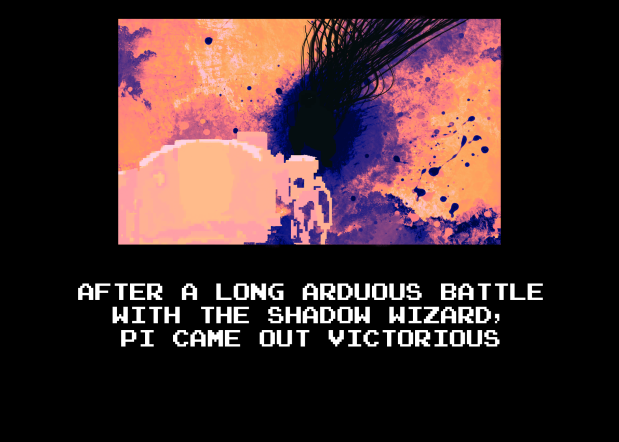 AFTER A LONG ARDUOUS BATTLE
WITH THE SHADOW WIZARD,
PI CAME OUT VICTORIOUS